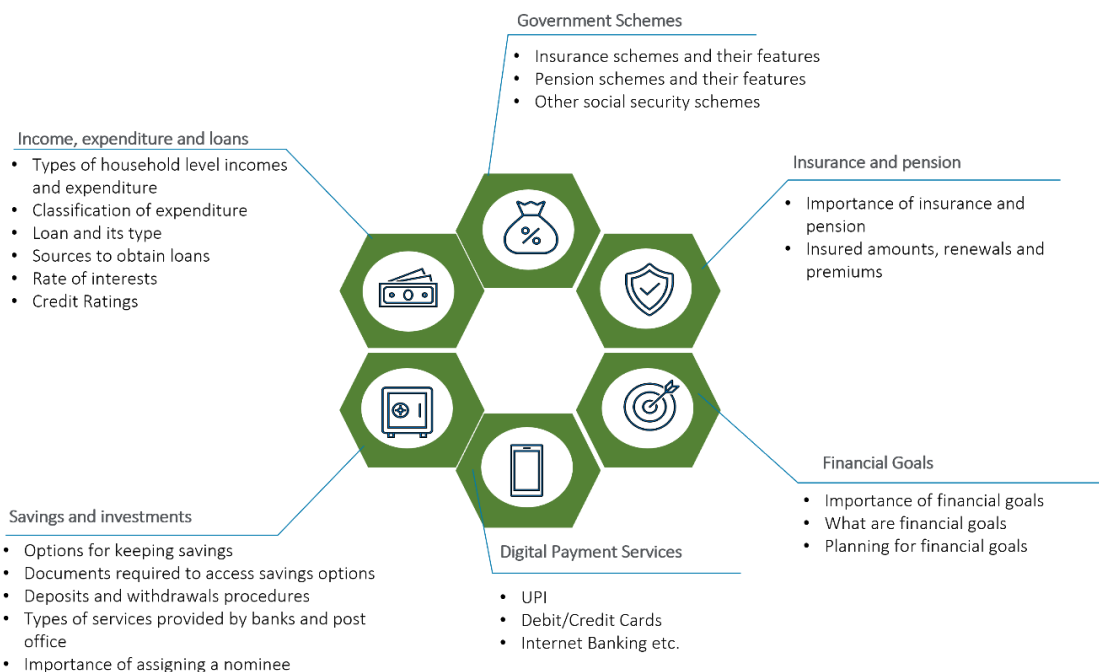 Government Schemes
• Insurance schemes and their features
• Pension schemes and their features
• Other social security schemes
Income, expenditure and loans
• Types of household level incomes
and expenditure
• Classification of expenditure
• Loan and its type
• Sources to obtain loans
• Rate of interests
• Credit Ratings
Insurance and pension
• Importance of insurance and
pension
• Insured amounts, renewals and
premiums
%
Financial Goals
• Importance of financial goals
• What are financial goals
• Planning for financial goals
Savings and investments
• Options for keeping savings
• Documents required to access savings options
• Deposits and withdrawals procedures
• Types of services provided by banks and post
office
• Importance of assigning a nominee
Digital Payment Services
• UPI
• Debit/Credit Cards
• Internet Banking etc.